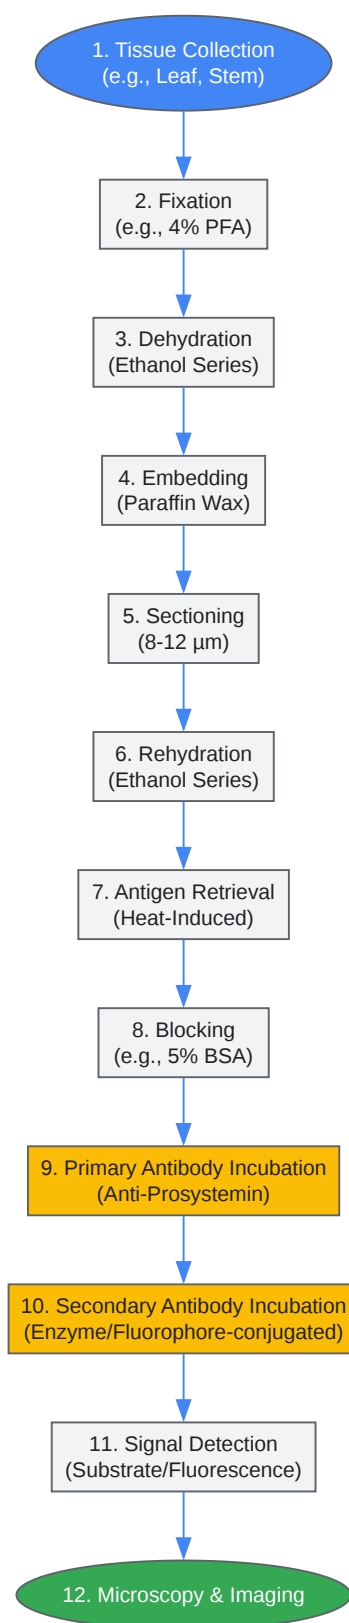 1. Tissue Collection
(e.g., Leaf, Stem)
2. Fixation
(e.g., 4% PFA)
3. Dehydration
(Ethanol Series)
4. Embedding
(Paraffin Wax)
5. Sectioning
(8-12 µm)
6. Rehydration
(Ethanol Series)
7. Antigen Retrieval
(Heat-Induced)
8. Blocking
(e.g., 5% BSA)
9. Primary Antibody Incubation
(Anti-Prosystemin)
10. Secondary Antibody Incubation
(Enzyme/Fluorophore-conjugated)
11. Signal Detection
(Substrate/Fluorescence)
12. Microscopy & Imaging